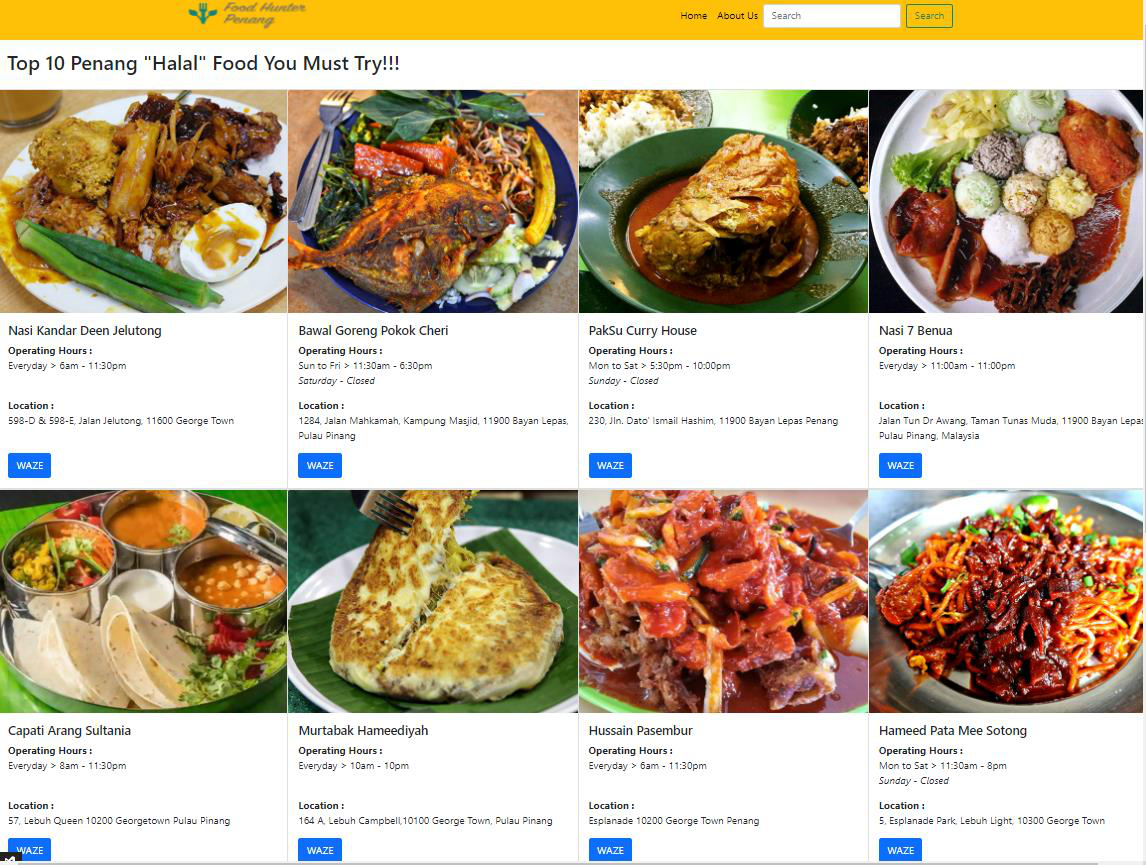 Food Hunter
Penang
Home About Us Search Search
Top 10 Penang "Halal" Food You Must Try!!!
Nasi Kandar Deen Jelutong
Operating Hours :
Everyday > 6am - 11:30pm
Location :
598-D & 598-E, Jalan Jelutong, 11600 George Town
WAZE
Bawal Goreng Pokok Cheri
Operating Hours :
Sun to Fri > 11:30am - 6:30pm
Saturday - Closed
Location :
1284, Jalan Mahkamah, Kampung Masjid, 11900 Bayan Lepas,
Pulau Pinang
WAZE
PakSu Curry House
Operating Hours :
Mon to Sat > 5:30pm - 10:00pm
Sunday - Closed
Location :
230, Jln. Dato' Ismail Hashim, 11900 Bayan Lepas Penang
WAZE
Nasi 7 Benua
Operating Hours :
Everyday > 11:00am - 11:00pm
Location :
Jalan Tun Dr Awang, Taman Tunas Muda, 11900 Bayan Lepas
Pulau Pinang, Malaysia
WAZE
Capati Arang Sultania
Operating Hours :
Everyday > 8am - 11:30pm
Location :
57, Lebuh Queen 10200 Georgetown Pulau Pinang
WAZE
Murtabak Hameediyah
Operating Hours :
Everyday > 10am - 10pm
Location :
164 A, Lebuh Campbell,10100 George Town, Pulau Pinang
WAZE
Hussain Pasembur
Operating Hours :
Everyday > 6am - 11:30pm
Location :
Esplanade 10200 George Town Penang
WAZE
Hameed Pata Mee Sotong
Operating Hours :
Mon to Sat > 11:30am - 8pm
Sunday - Closed
Location :
5, Esplanade Park, Lebuh Light, 10300 George Town
WAZE